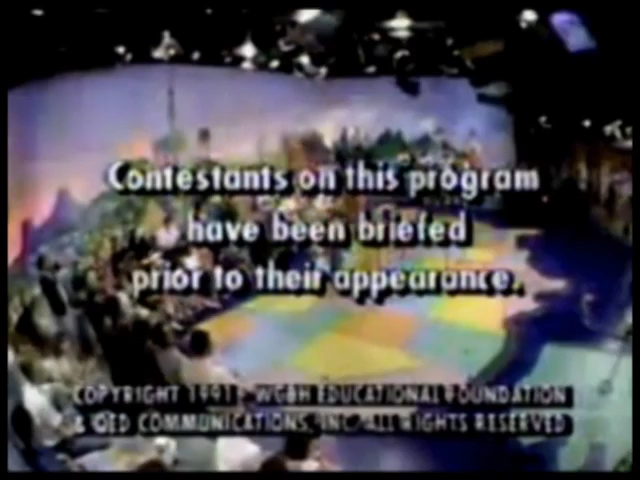 Contestants on this program
have been briefed
prior to their appearance.
COPYRIGHT 1991 WGBH EDUCATIONAL FOUNDATION
& QED COMMUNICATIONS, INC. ALL RIGHTS RESERVED